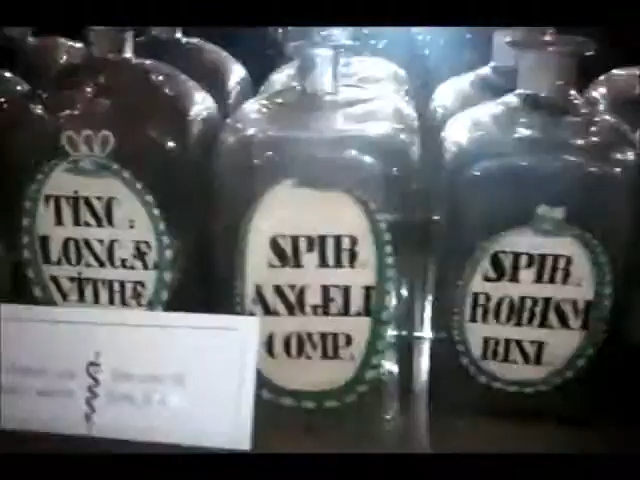 TINC.
LONGÆ
VITHÆ
SPIR.
ANGELI
COMP.
SPIR.
ROBISM
BINI